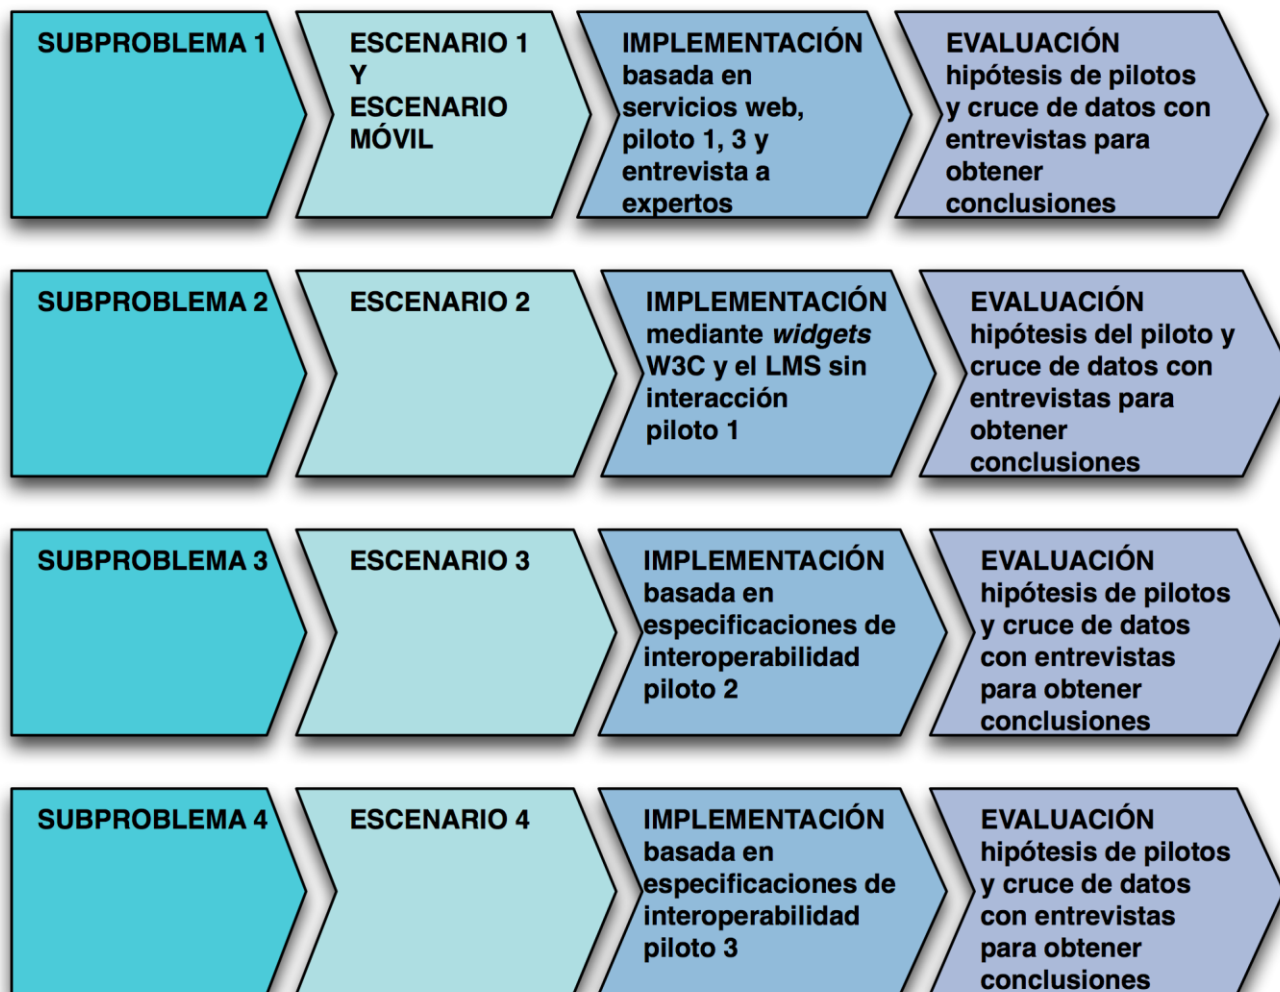 SUBPROBLEMA 1
ESCENARIO 1
Y
ESCENARIO
MÓVIL
IMPLEMENTACIÓN
basada en
servicios web,
piloto 1, 3 y
entrevista a
expertos
EVALUACIÓN
hipótesis de pilotos
y cruce de datos con
entrevistas para
obtener
conclusiones
SUBPROBLEMA 2
ESCENARIO 2
IMPLEMENTACIÓN
mediante widgets
W3C y el LMS sin
interacción
piloto 1
EVALUACIÓN
hipótesis del piloto y
cruce de datos con
entrevistas para
obtener
conclusiones
SUBPROBLEMA 3
ESCENARIO 3
IMPLEMENTACIÓN
basada en
especificaciones de
interoperabilidad
piloto 2
EVALUACIÓN
hipótesis de pilotos
y cruce de datos
con entrevistas
para obtener
conclusiones
SUBPROBLEMA 4
ESCENARIO 4
IMPLEMENTACIÓN
basada en
especificaciones de
interoperabilidad
piloto 3
EVALUACIÓN
hipótesis de pilotos
y cruce de datos
con entrevistas
para obtener
conclusiones